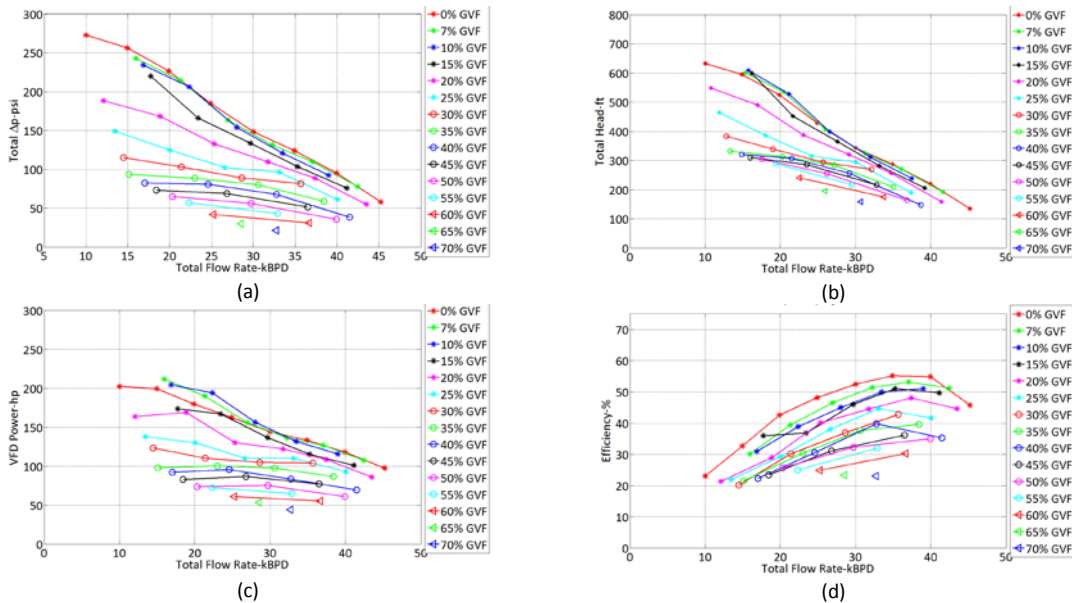 Total Δp-psi
300
250
200
150
100
50
0
5 10 15 20 25 30 35 40 45 50
Total Flow Rate-kBPD
0% GVF
7% GVF
10% GVF
15% GVF
20% GVF
25% GVF
30% GVF
35% GVF
40% GVF
45% GVF
50% GVF
55% GVF
60% GVF
65% GVF
70% GVF
(a)
Total Head-ft
800
700
600
500
400
300
200
100
0
0 10 20 30 40 50
Total Flow Rate-kBPD
0% GVF
7% GVF
10% GVF
15% GVF
20% GVF
25% GVF
30% GVF
35% GVF
40% GVF
45% GVF
50% GVF
55% GVF
60% GVF
65% GVF
70% GVF
(b)
VFD Power-hp
300
250
200
150
100
50
0
0 10 20 30 40 50
Total Flow Rate-kBPD
0% GVF
7% GVF
10% GVF
15% GVF
20% GVF
25% GVF
30% GVF
35% GVF
40% GVF
45% GVF
50% GVF
55% GVF
60% GVF
65% GVF
70% GVF
(c)
Efficiency-%
70
60
50
40
30
20
10
0
0 10 20 30 40 50
Total Flow Rate-kBPD
0% GVF
7% GVF
10% GVF
15% GVF
20% GVF
25% GVF
30% GVF
35% GVF
40% GVF
45% GVF
50% GVF
55% GVF
60% GVF
65% GVF
70% GVF
(d)